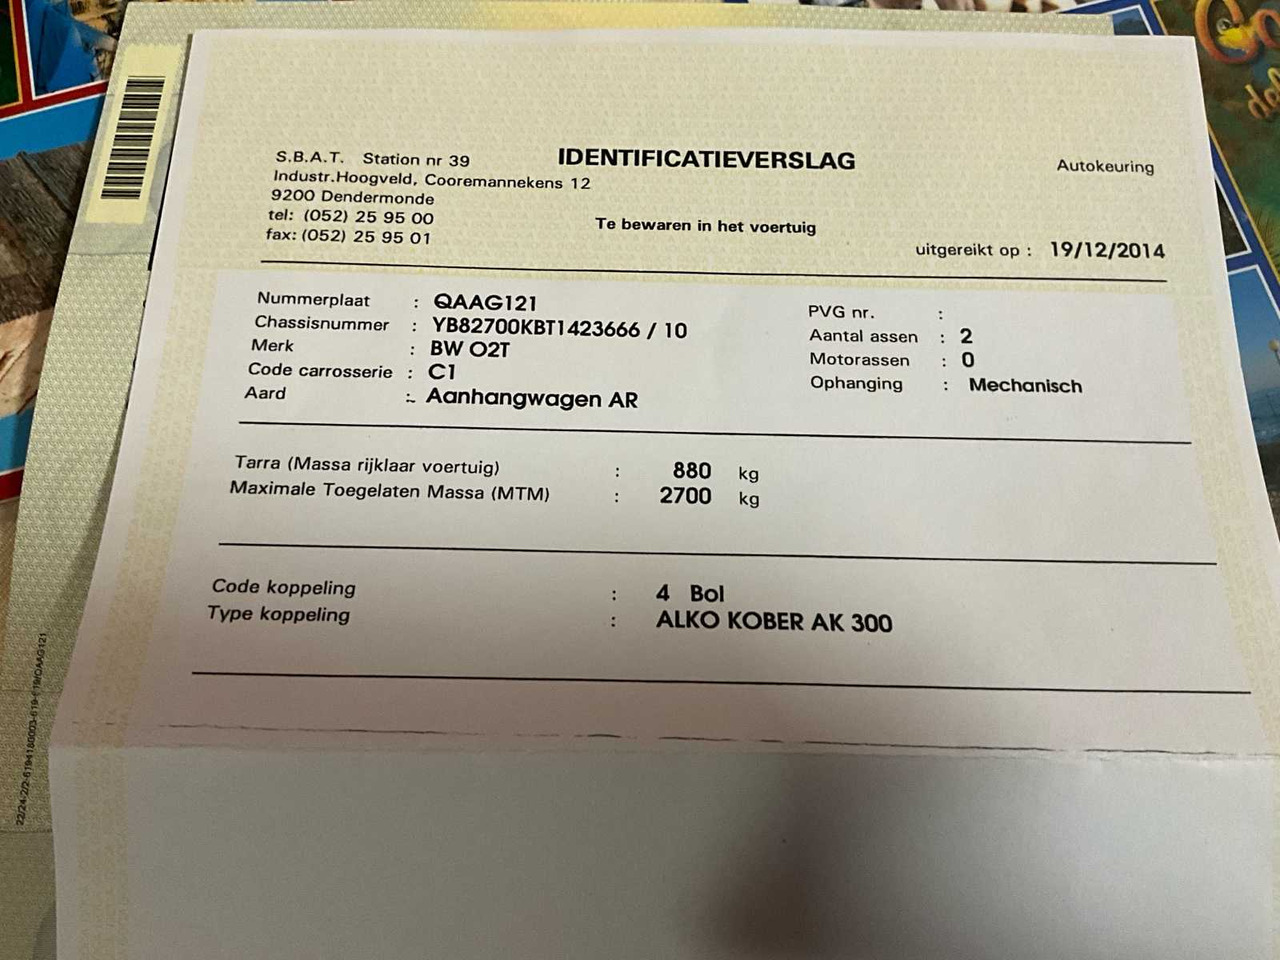 S.B.A.T. Station nr 39
Industr.Hoogveld, Cooremannekens 12
9200 Dendermonde
tel: (052) 25 95 00
fax: (052) 25 95 01
IDENTIFICATIEVERSLAG
Te bewaren in het voertuig
Autokeuring
uitgereikt op : 19/12/2014
Nummerplaat : QAAG121
Chassisnummer : YB82700KBT1423666 / 10
Merk : BW O2T
Code carrosserie : C1
Aard : Aanhangwagen AR
PVG nr. :
Aantal assen : 2
Motorassen : 0
Ophanging : Mechanisch
Tarra (Massa rijklaar voertuig) : 880 kg
Maximale Toegelaten Massa (MTM) : 2700 kg
Code koppeling : 4 Bol
Type koppeling : ALKO KOBER AK 300